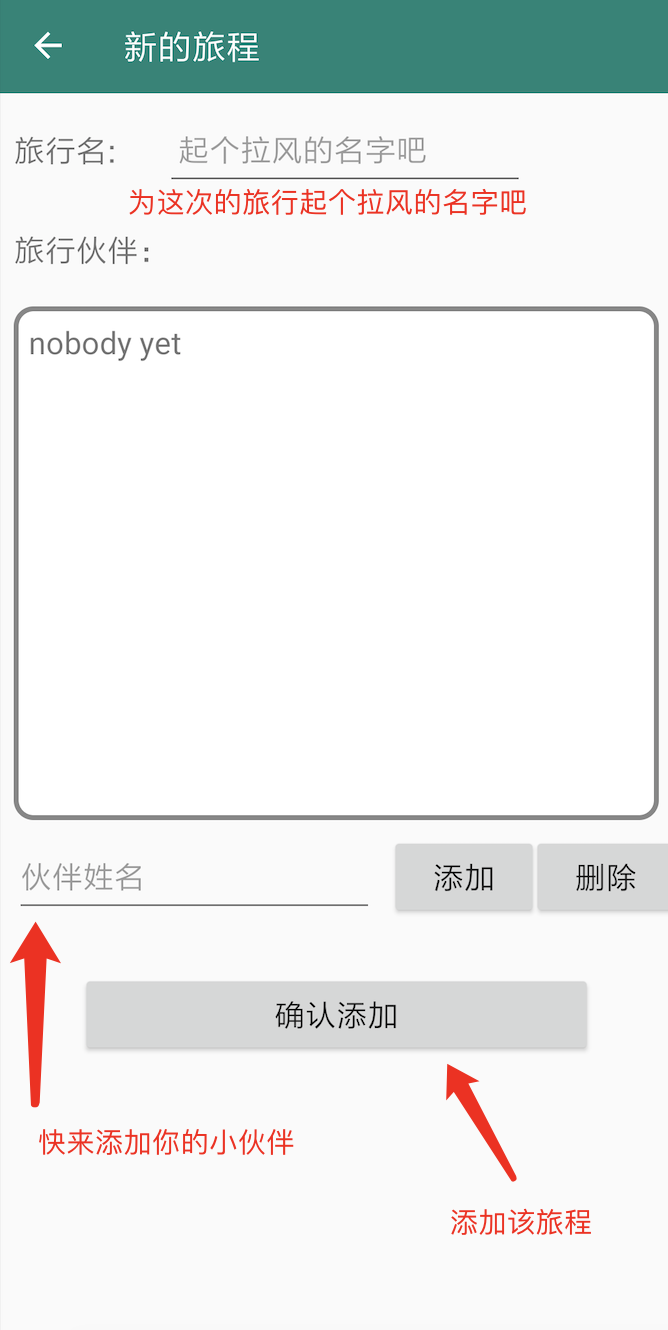 新的旅程
旅行名: 起个拉风的名字吧
为这次的旅行起个拉风的名字吧
旅行伙伴：
nobody yet
伙伴姓名 添加 删除
确认添加
快来添加你的小伙伴
添加该旅程